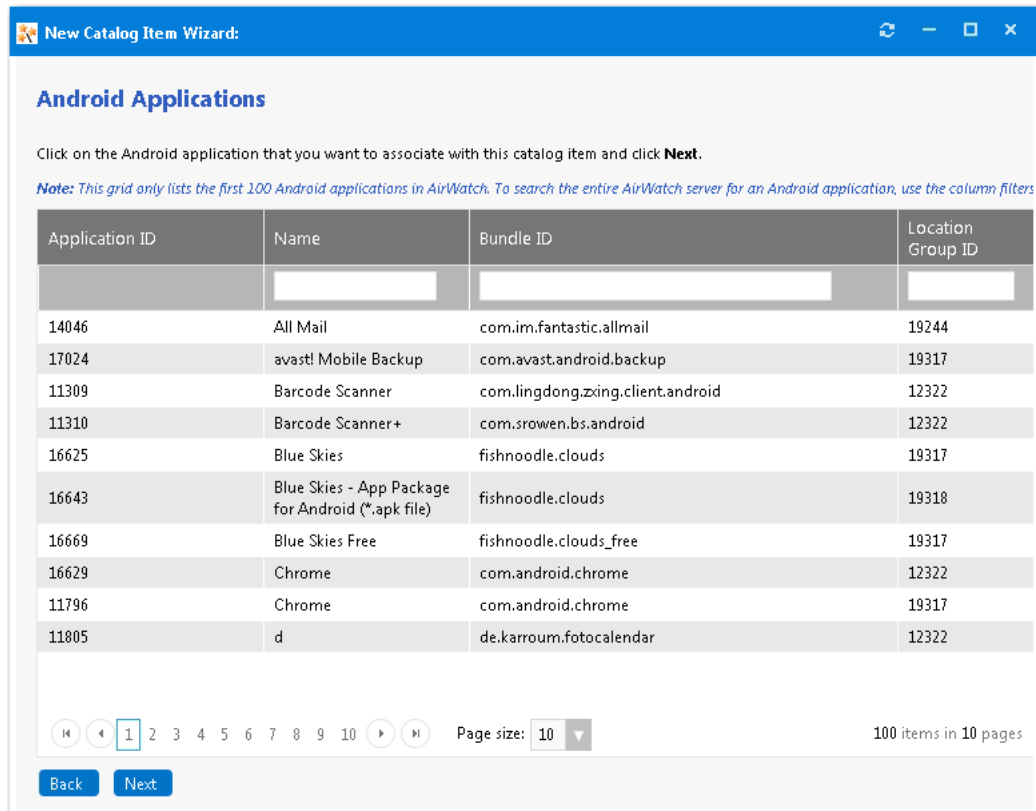 New Catalog Item Wizard:
Android Applications
Click on the Android application that you want to associate with this catalog item and click Next.
Note: This grid only lists the first 100 Android applications in AirWatch. To search the entire AirWatch server for an Android application, use the column filters
Application ID Name Bundle ID Location
Group ID
14046 All Mail com.im.fantastic.allmail 19244
17024 avast! Mobile Backup com.avast.android.backup 19317
11309 Barcode Scanner com.lingdong.zxing.client.android 12322
11310 Barcode Scanner+ com.srowen.bs.android 12322
16625 Blue Skies fishnoodle.clouds 19317
16643 Blue Skies - App Package
for Android (*.apk file) fishnoodle.clouds 19318
16669 Blue Skies Free fishnoodle.clouds_free 19317
16629 Chrome com.android.chrome 12322
11796 Chrome com.android.chrome 19317
11805 d de.karroum.fotocalendar 12322
1 2 3 4 5 6 7 8 9 10 Page size: 10 100 items in 10 pages
Back Next